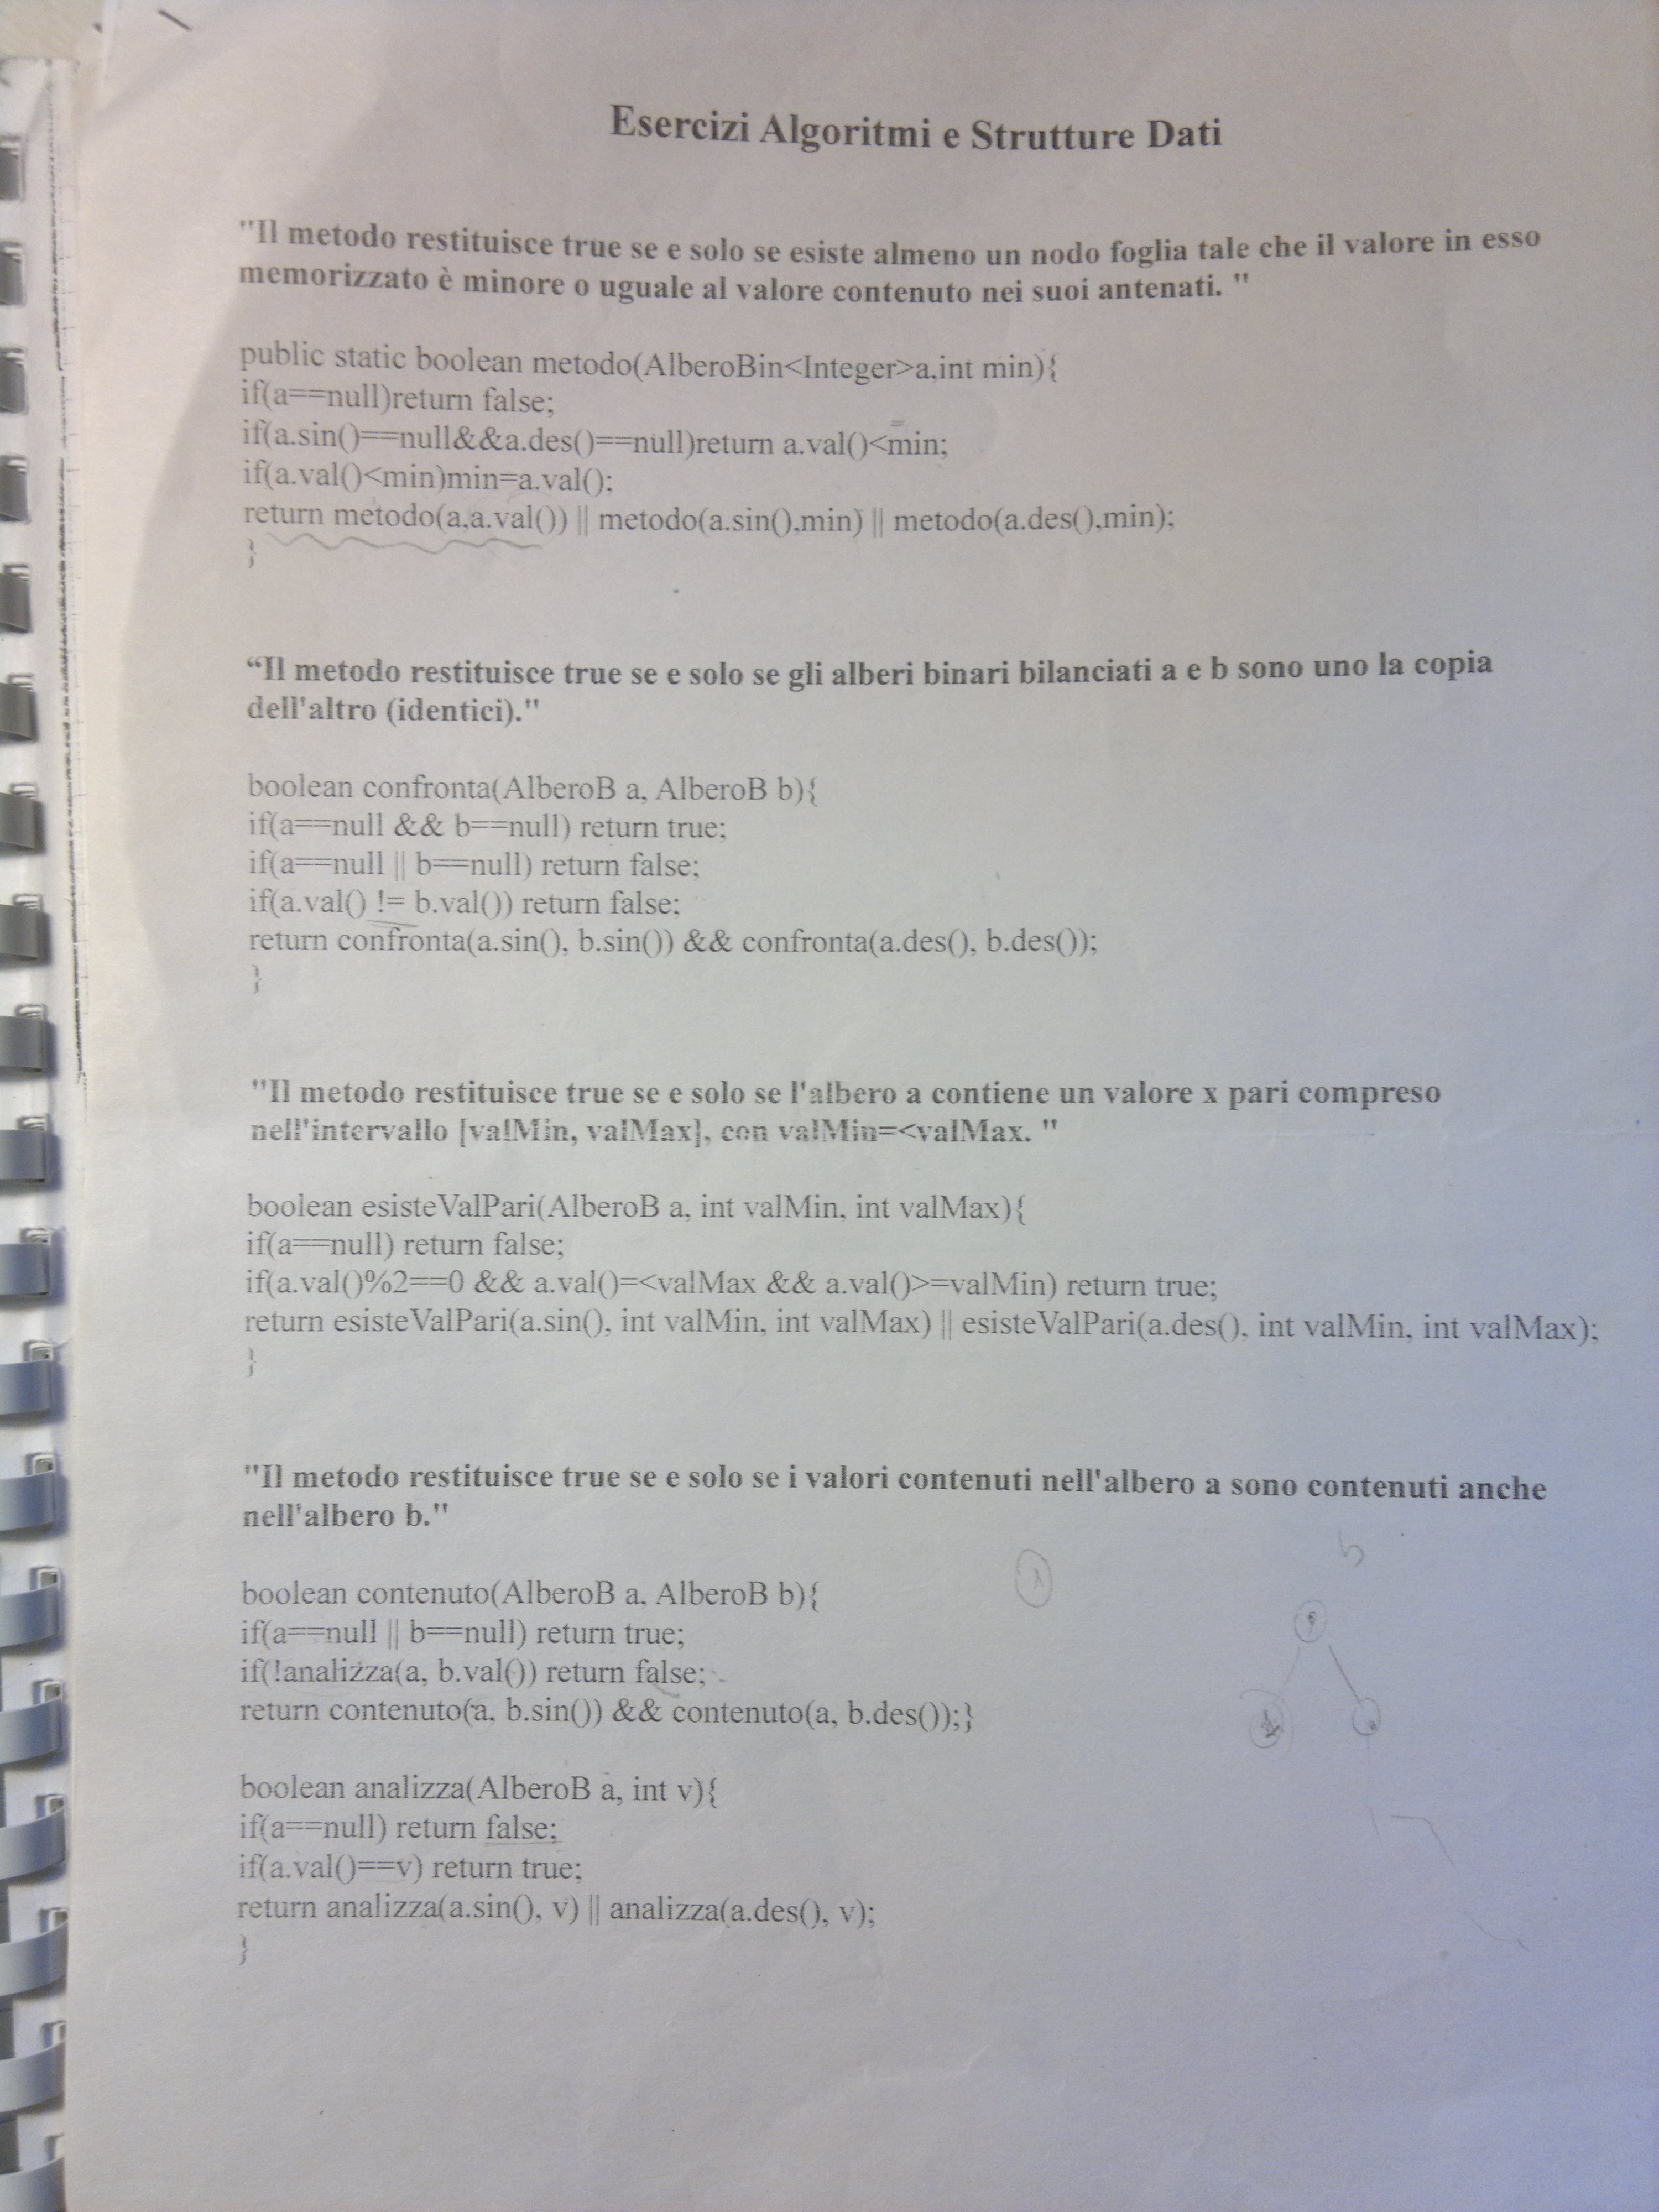 Esercizi Algoritmi e Strutture Dati
"Il metodo restituisce true se e solo se esiste almeno un nodo foglia tale che il valore in esso
memorizzato è minore o uguale al valore contenuto nei suoi antenati. "
public static boolean metodo(AlberoBin<Integer>a,int min){
if(a==null)return false;
if(a.sin()==null&&a.des()==null)return a.val()<min;
if(a.val()<min)min=a.val();
return metodo(a,a.val()) || metodo(a.sin(),min) || metodo(a.des(),min);
}
“Il metodo restituisce true se e solo se gli alberi binari bilanciati a e b sono uno la copia
dell'altro (identici)."
boolean confronta(AlberoB a, AlberoB b){
if(a==null && b==null) return true;
if(a==null || b==null) return false;
if(a.val() != b.val()) return false;
return confronta(a.sin(), b.sin()) && confronta(a.des(), b.des());
}
"Il metodo restituisce true se e solo se l'albero a contiene un valore x pari compreso
nell'intervallo [valMin, valMax], con valMin=<valMax. "
boolean esisteValPari(AlberoB a, int valMin, int valMax){
if(a==null) return false;
if(a.val()%2==0 && a.val()=<valMax && a.val()>=valMin) return true;
return esisteValPari(a.sin(), int valMin, int valMax) || esisteValPari(a.des(), int valMin, int valMax);
}
"Il metodo restituisce true se e solo se i valori contenuti nell'albero a sono contenuti anche
nell'albero b."
b
boolean contenuto(AlberoB a, AlberoB b){
if(a==null || b==null) return true;
if(!analizza(a, b.val()) return false;
return contenuto(a, b.sin()) && contenuto(a, b.des());}
boolean analizza(AlberoB a, int v){
if(a==null) return false;
if(a.val()==v) return true;
return analizza(a.sin(), v) || analizza(a.des(), v);
}